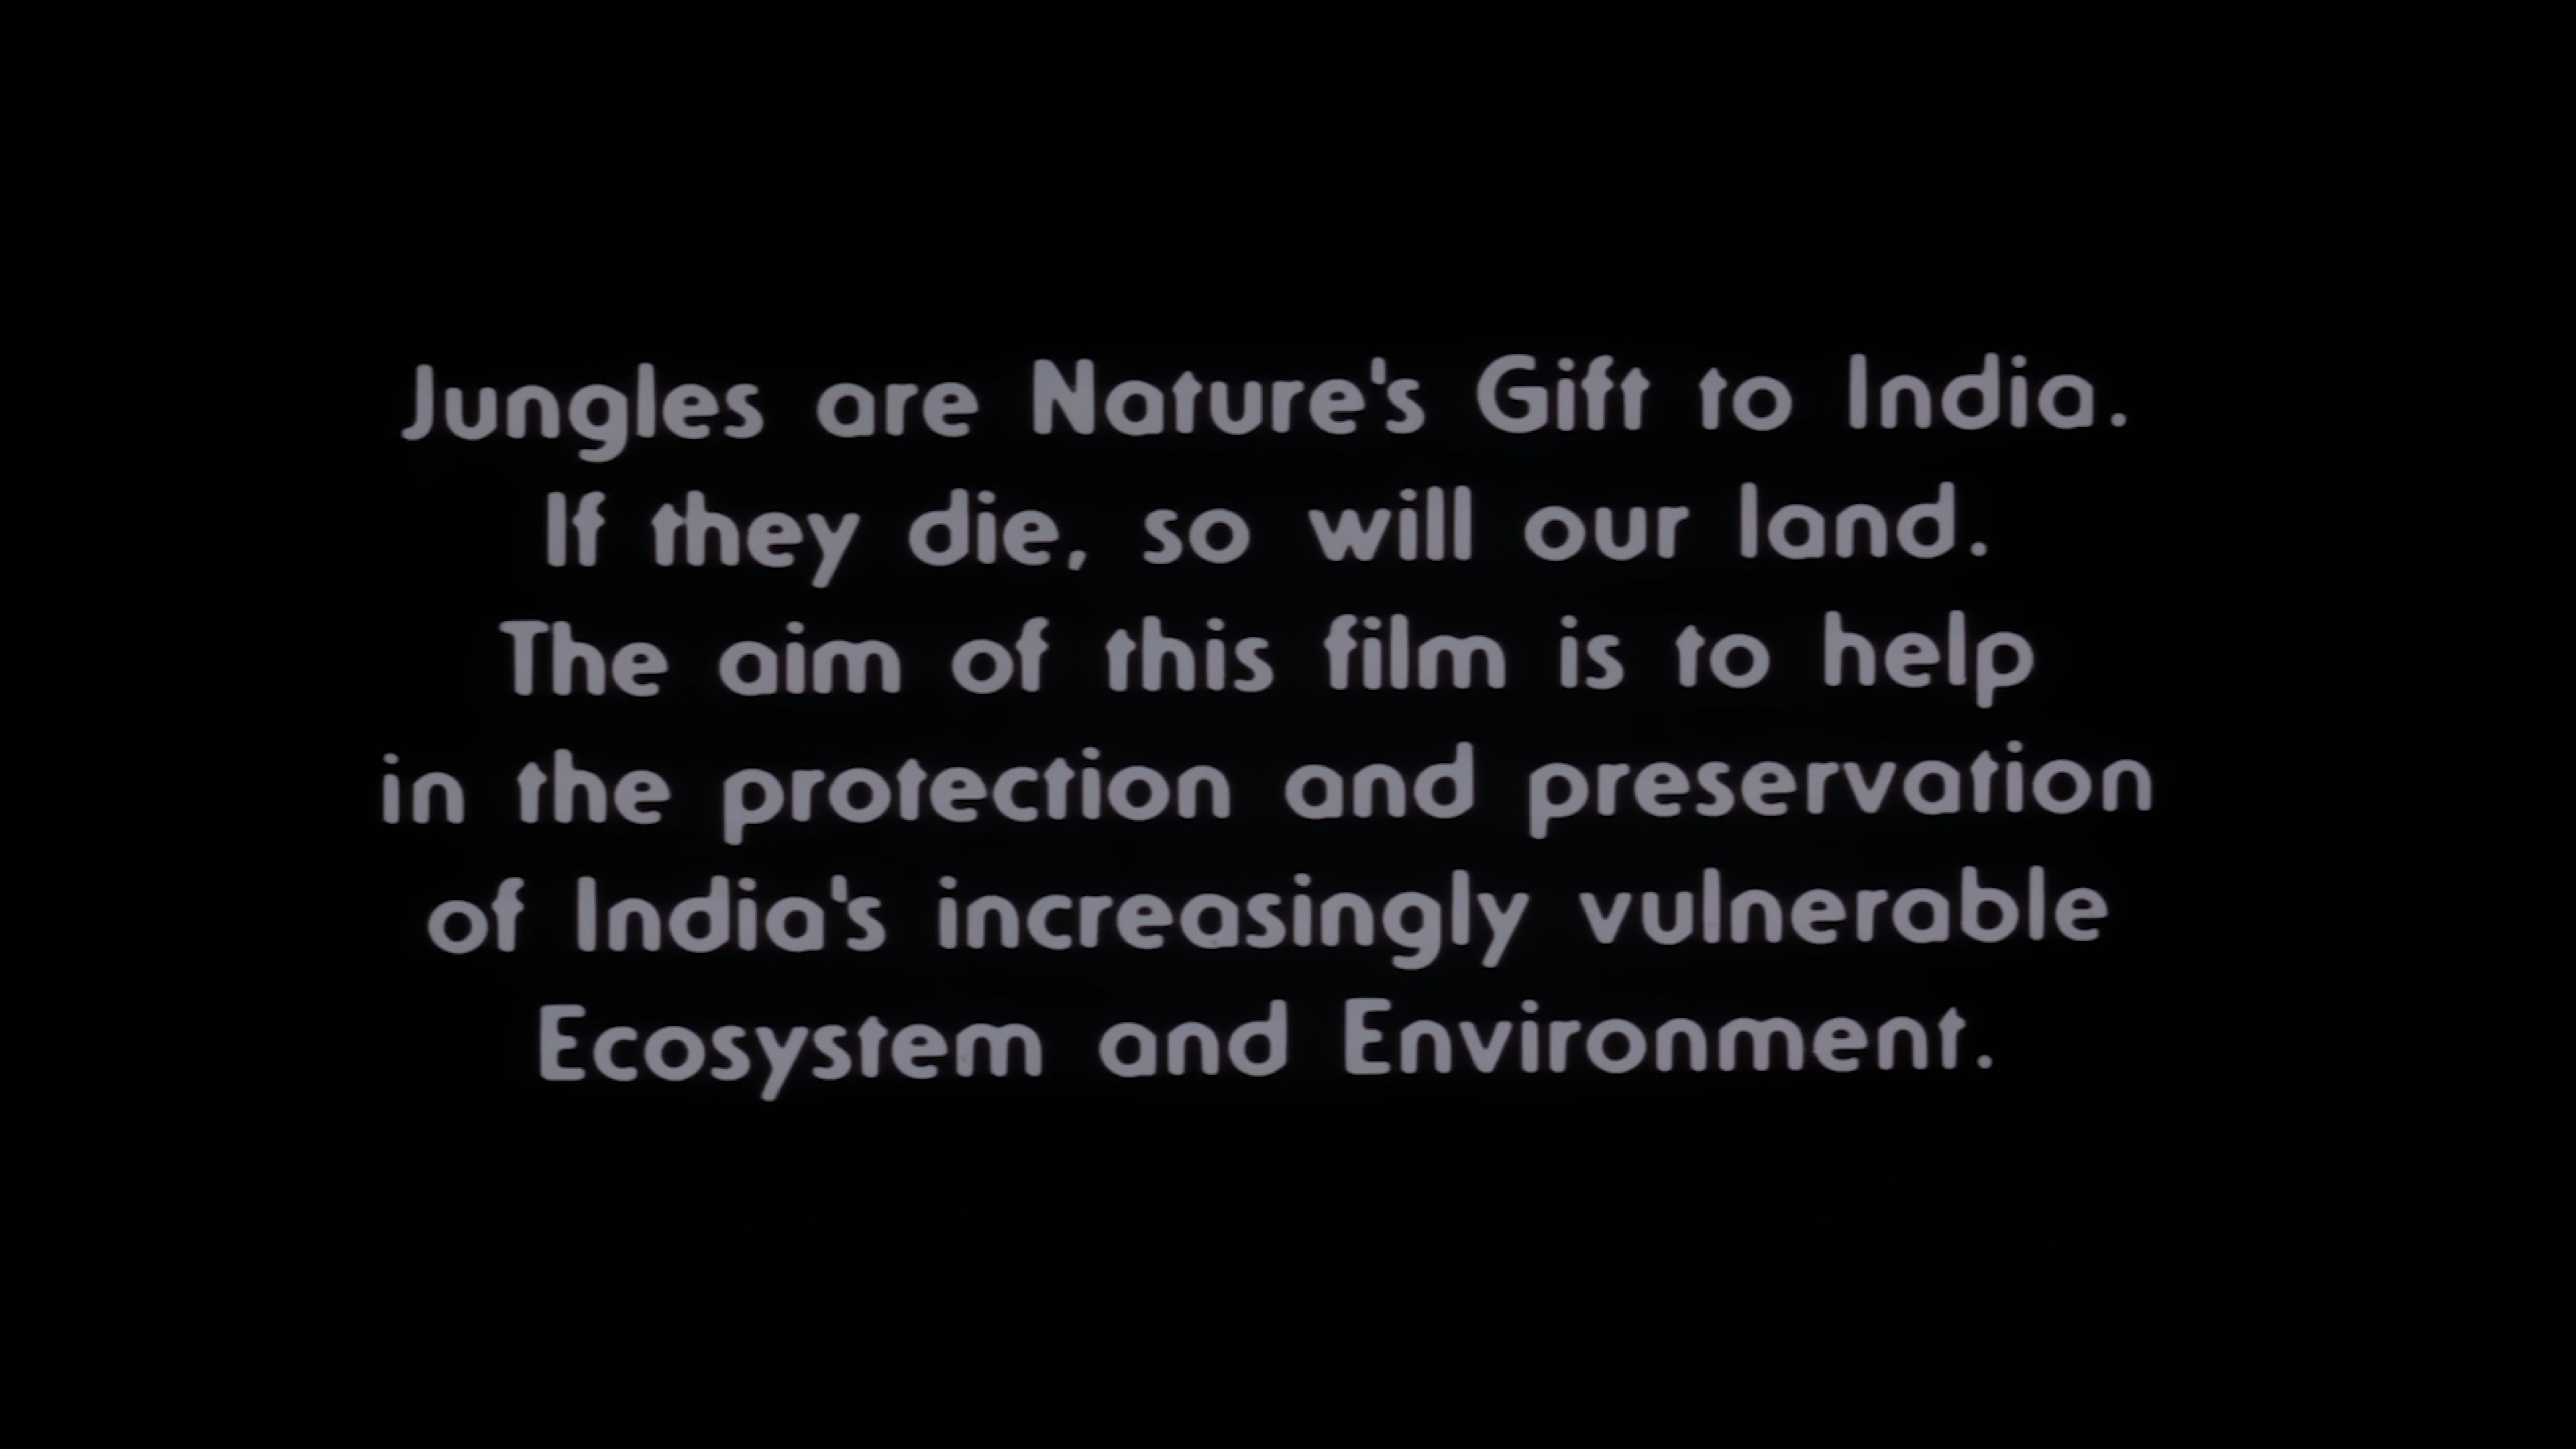 Jungles are Nature's Gift to India.
If they die, so will our land.
The aim of this film is to help
in the protection and preservation
of India's increasingly vulnerable
Ecosystem and Environment.